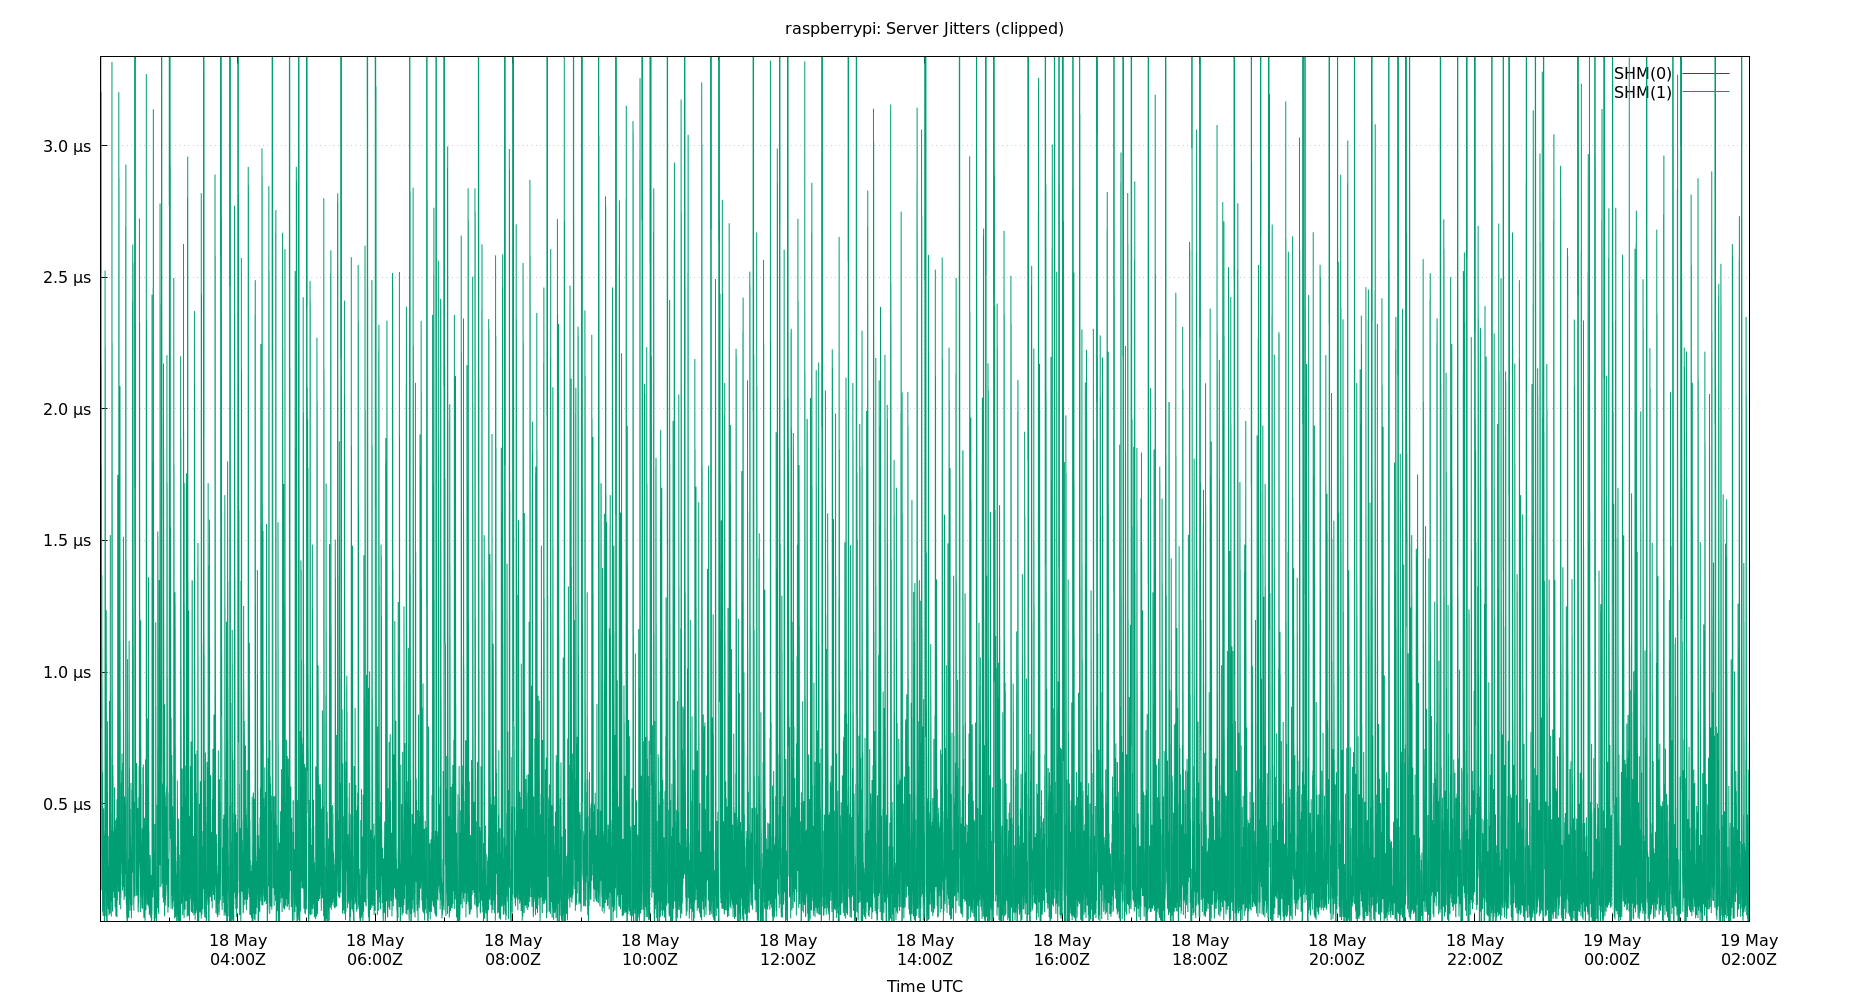 raspberrypi: Server Jitters (clipped)
SHM(0)
SHM(1)
3.0 μs
2.5 μs
2.0 μs
1.5 μs
1.0 μs
0.5 μs
18 May 18 May 18 May 18 May 18 May 18 May 18 May 18 May 18 May 18 May 19 May 19 May
04:00Z 06:00Z 08:00Z 10:00Z 12:00Z 14:00Z 16:00Z 18:00Z 20:00Z 22:00Z 00:00Z 02:00Z
Time UTC